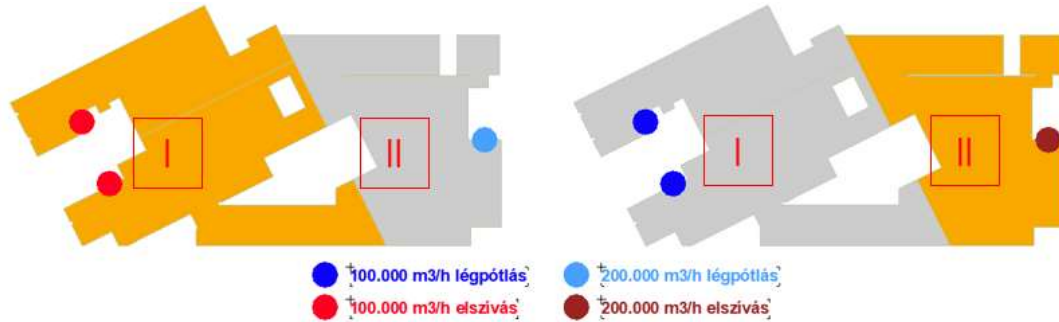 I
II
I
II
100.000 m3/h légpótlás
200.000 m3/h légpótlás
100.000 m3/h elszívás
200.000 m3/h elszívás